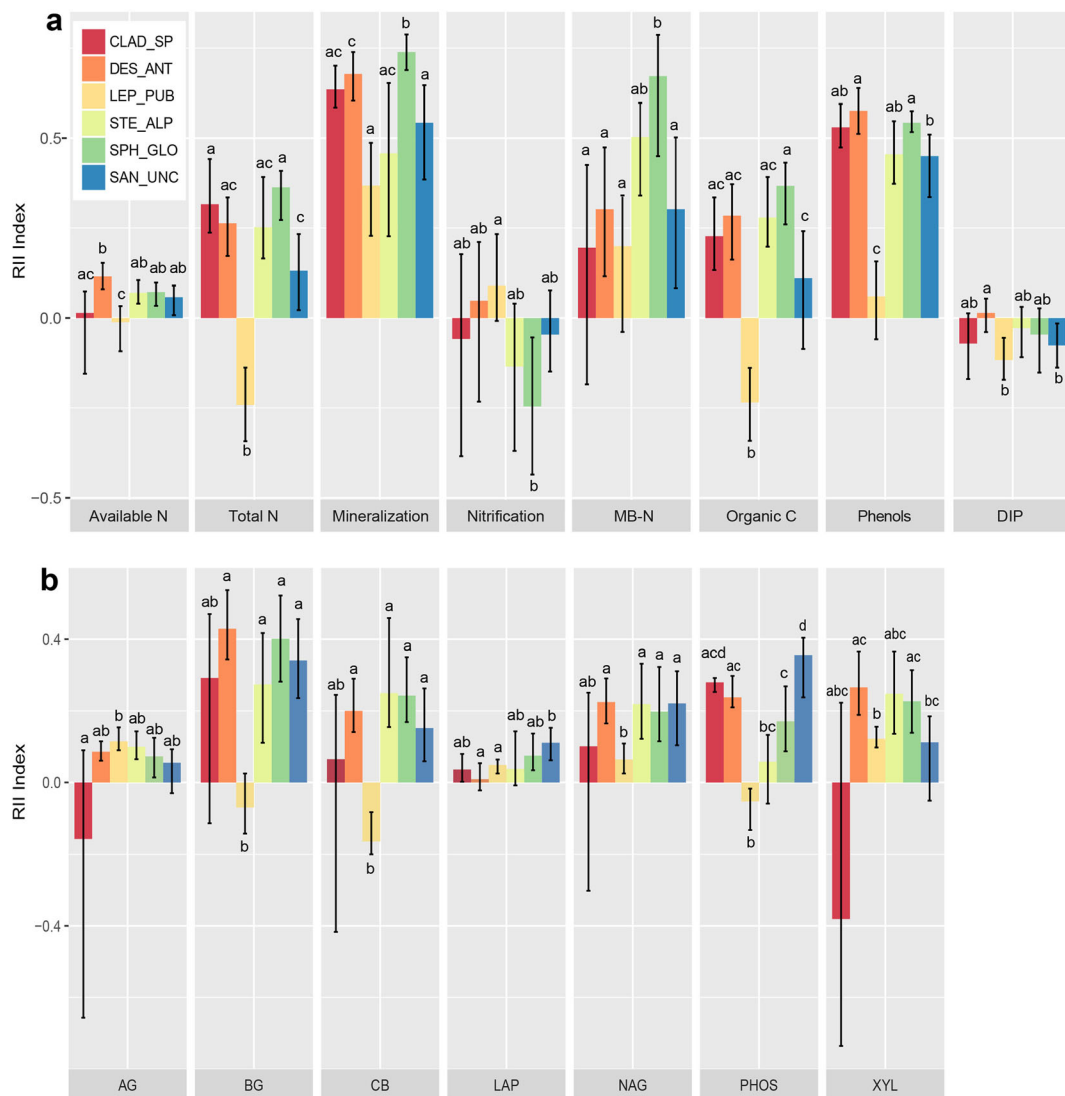 a
CLAD_SP
DES_ANT
LEP_PUB
STE_ALP
SPH_GLO
SAN_UNC
RII Index
0.5
0.0
−0.5
ac b c ab ab ab
a ac b ac a c
ac c a ac b a
ab ab ab ab b ab
a a a ab b a
ac ac b ac a c
ab a c ab a b
ab a b ab ab b
Available N Total N Mineralization Nitrification MB-N Organic C Phenols DIP
b
RII Index
0.4
0.0
−0.4
a ab b ab ab ab
ab a b a a a
ab a b a a a
ab a a ab ab b
ab a b a a a
acd ac b bc c d
abc ac b abc ac bc
AG BG CB LAP NAG PHOS XYL